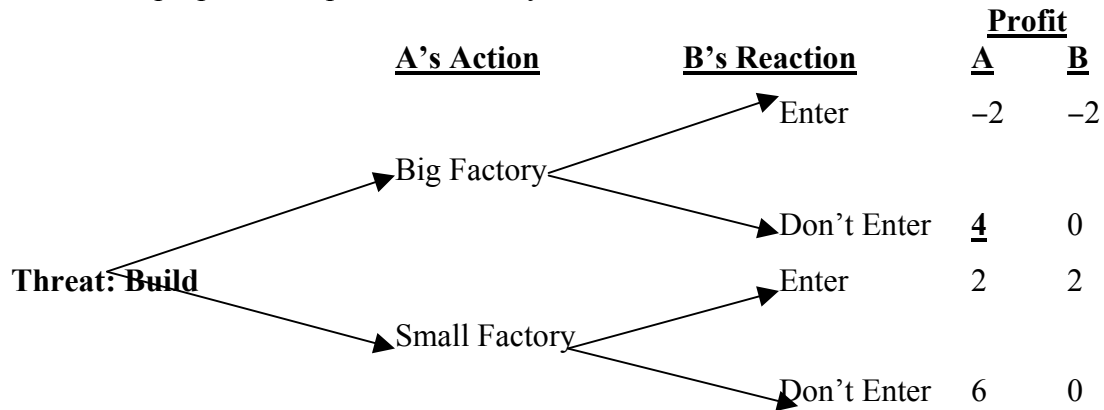 Profit
A's Action B's Reaction A B
Enter –2 –2
Big Factory
Don't Enter 4 0
Threat: Build
Enter 2 2
Small Factory
Don't Enter 6 0